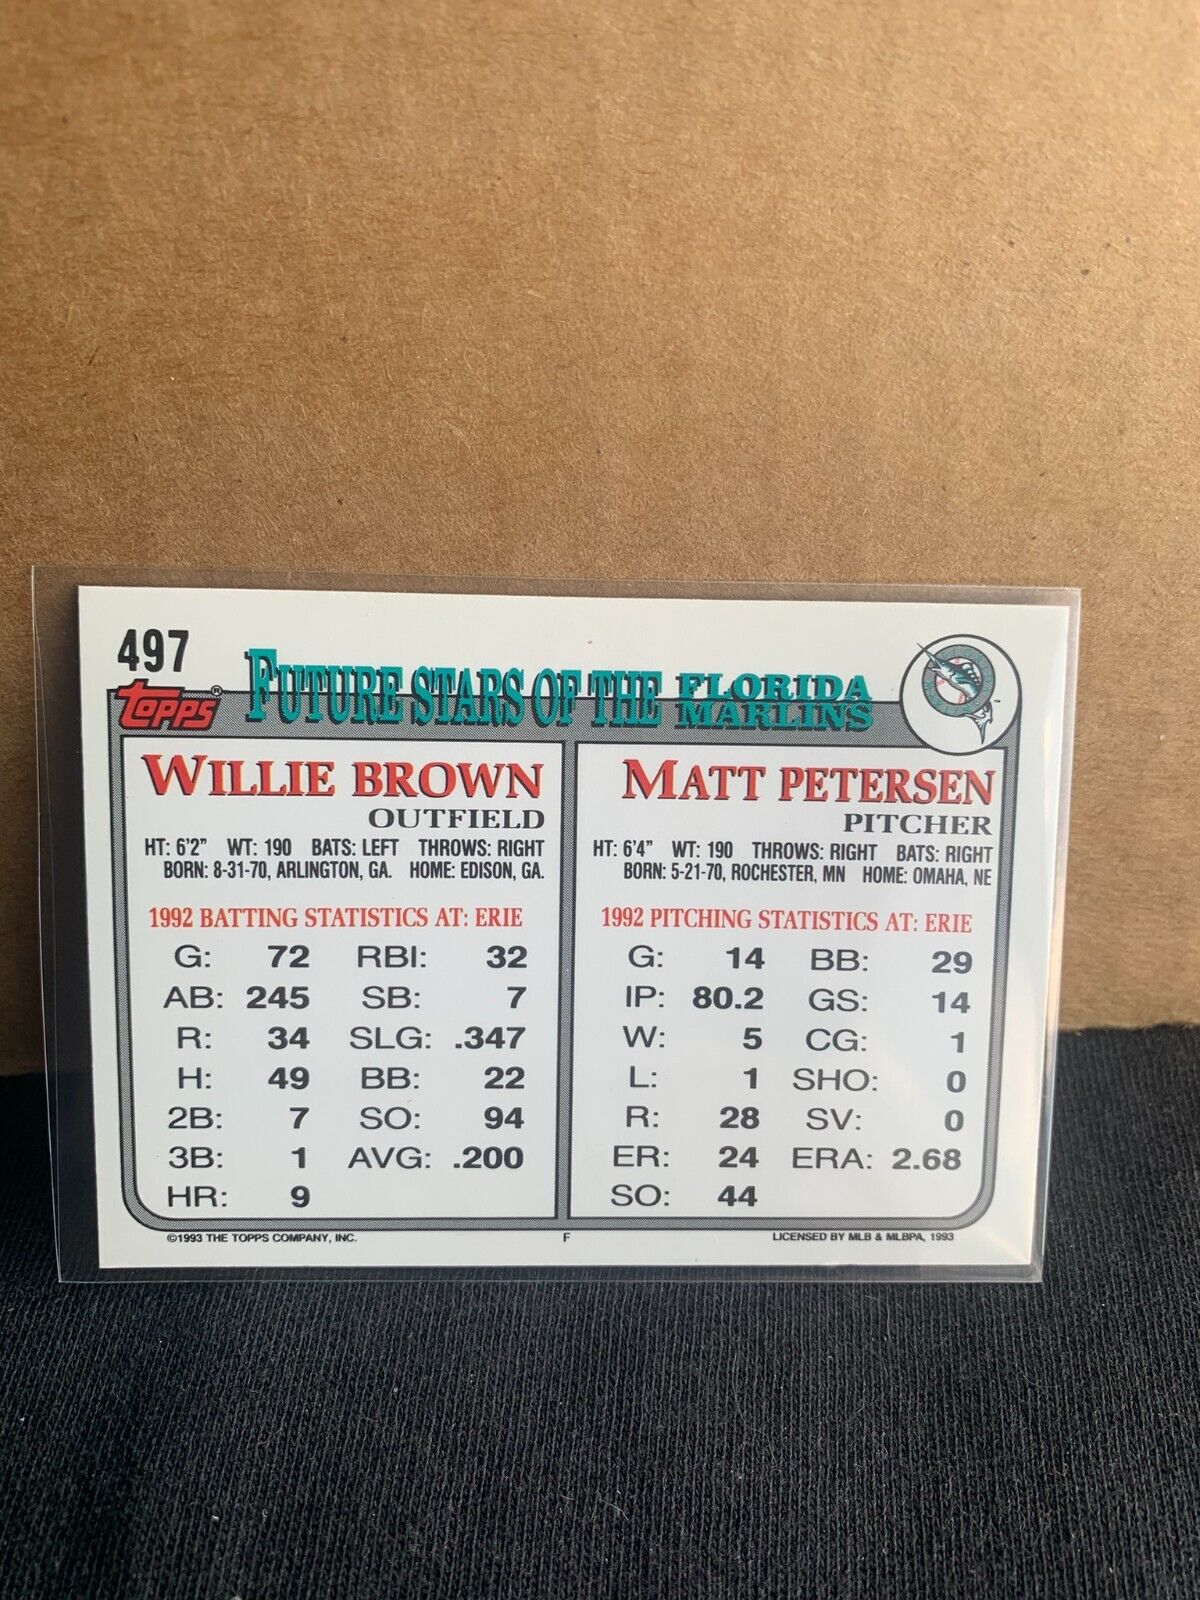 497
TOPPS®
FUTURE STARS OF THE FLORIDA MARLINS
WILLIE BROWN
OUTFIELD
HT: 6'2" WT: 190 BATS: LEFT THROWS: RIGHT
BORN: 8-31-70, ARLINGTON, GA. HOME: EDISON, GA.
1992 BATTING STATISTICS AT: ERIE
G: 72 RBI: 32
AB: 245 SB: 7
R: 34 SLG: .347
H: 49 BB: 22
2B: 7 SO: 94
3B: 1 AVG: .200
HR: 9
MATT PETERSEN
PITCHER
HT: 6'4" WT: 190 THROWS: RIGHT BATS: RIGHT
BORN: 5-21-70, ROCHESTER, MN HOME: OMAHA, NE
1992 PITCHING STATISTICS AT: ERIE
G: 14 BB: 29
IP: 80.2 GS: 14
W: 5 CG: 1
L: 1 SHO: 0
R: 28 SV: 0
ER: 24 ERA: 2.68
SO: 44
©1993 THE TOPPS COMPANY, INC. F LICENSED BY MLB & MLBPA, 1993